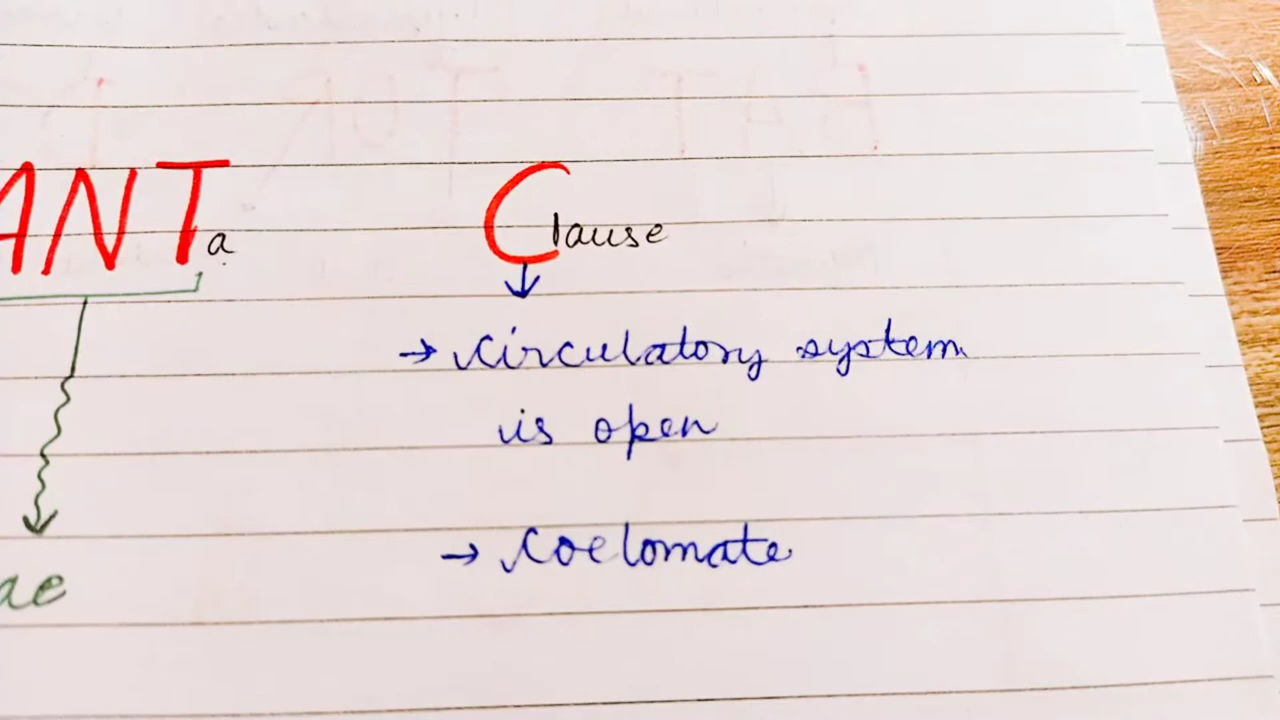 ANTa Clause
→ circulatory system
is open
→ coelomate
ae